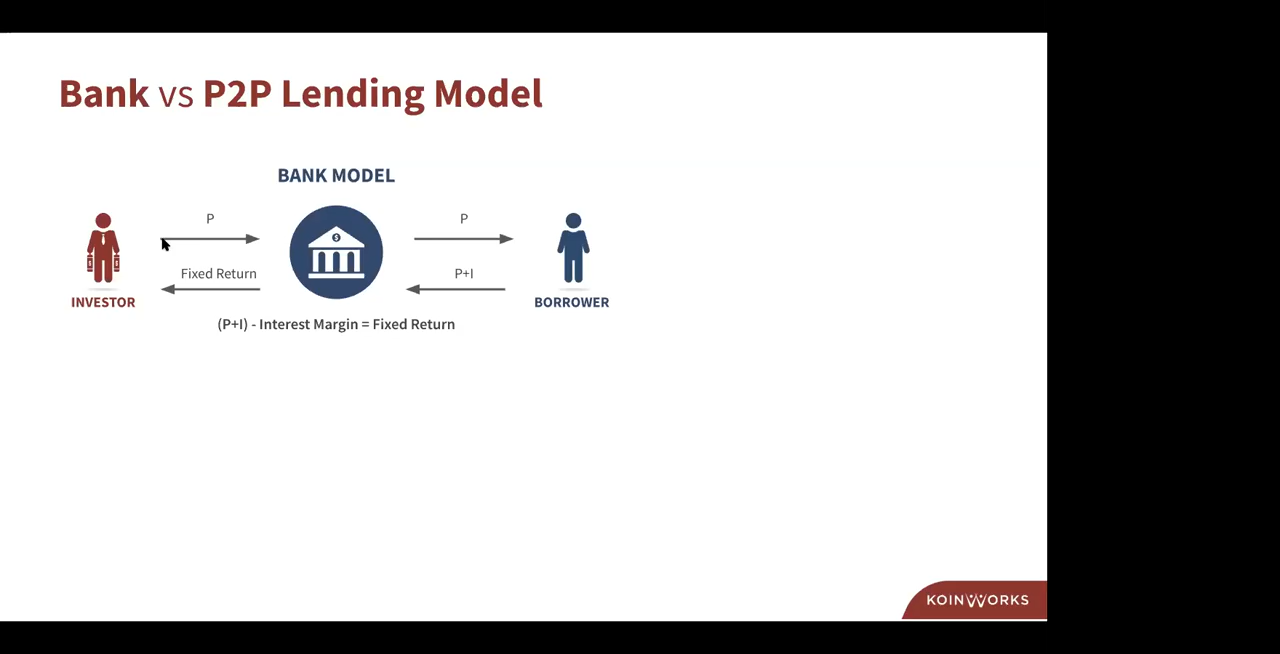 Bank vs P2P Lending Model
BANK MODEL
P
P
$
Fixed Return
P+I
INVESTOR
BORROWER
(P+I) - Interest Margin = Fixed Return
KOINWORKS